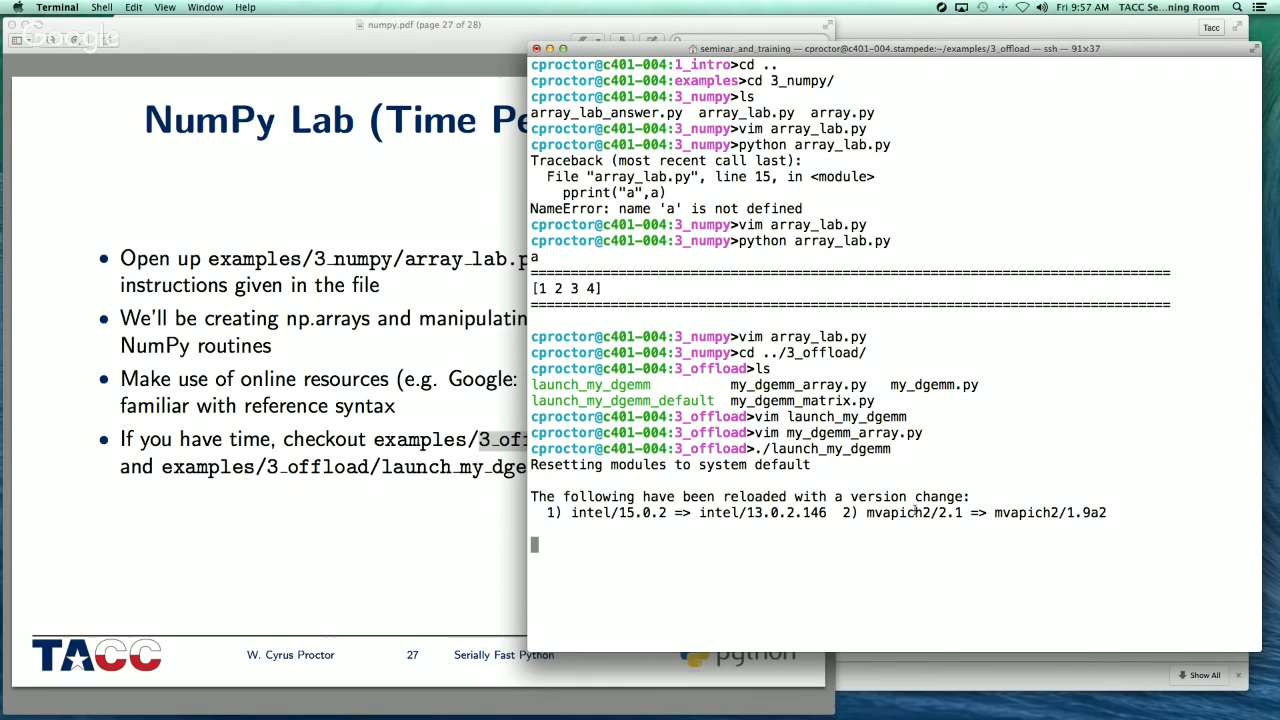 Terminal Shell Edit View Window Help Fri 9:57 AM TACC Se...ning Room
numpy.pdf (page 27 of 28)
Google
Tacc
NumPy Lab (Time Pe
Open up examples/3_numpy/array_lab.p
instructions given in the file
We'll be creating np.arrays and manipulatin
NumPy routines
Make use of online resources (e.g. Google:
familiar with reference syntax
If you have time, checkout examples/3_off
and examples/3_offload/launch_my_dge
TACC
W. Cyrus Proctor 27 Serially Fast Python
python
Show All
seminar_and_training — cproctor@c401-004.stampede:~/examples/3_offload — ssh — 91×37
cproctor@c401-004:1_intro>cd ..
cproctor@c401-004:examples>cd 3_numpy/
cproctor@c401-004:3_numpy>ls
array_lab_answer.py array_lab.py array.py
cproctor@c401-004:3_numpy>vim array_lab.py
cproctor@c401-004:3_numpy>python array_lab.py
Traceback (most recent call last):
File "array_lab.py", line 15, in <module>
pprint("a",a)
NameError: name 'a' is not defined
cproctor@c401-004:3_numpy>vim array_lab.py
cproctor@c401-004:3_numpy>python array_lab.py
a
================================================================================
[1 2 3 4]
================================================================================
cproctor@c401-004:3_numpy>vim array_lab.py
cproctor@c401-004:3_numpy>cd ../3_offload/
cproctor@c401-004:3_offload>ls
launch_my_dgemm my_dgemm_array.py my_dgemm.py
launch_my_dgemm_default my_dgemm_matrix.py
cproctor@c401-004:3_offload>vim launch_my_dgemm
cproctor@c401-004:3_offload>vim my_dgemm_array.py
cproctor@c401-004:3_offload>./launch_my_dgemm
Resetting modules to system default
The following have been reloaded with a version change:
1) intel/15.0.2 => intel/13.0.2.146 2) mvapich2/2.1 => mvapich2/1.9a2